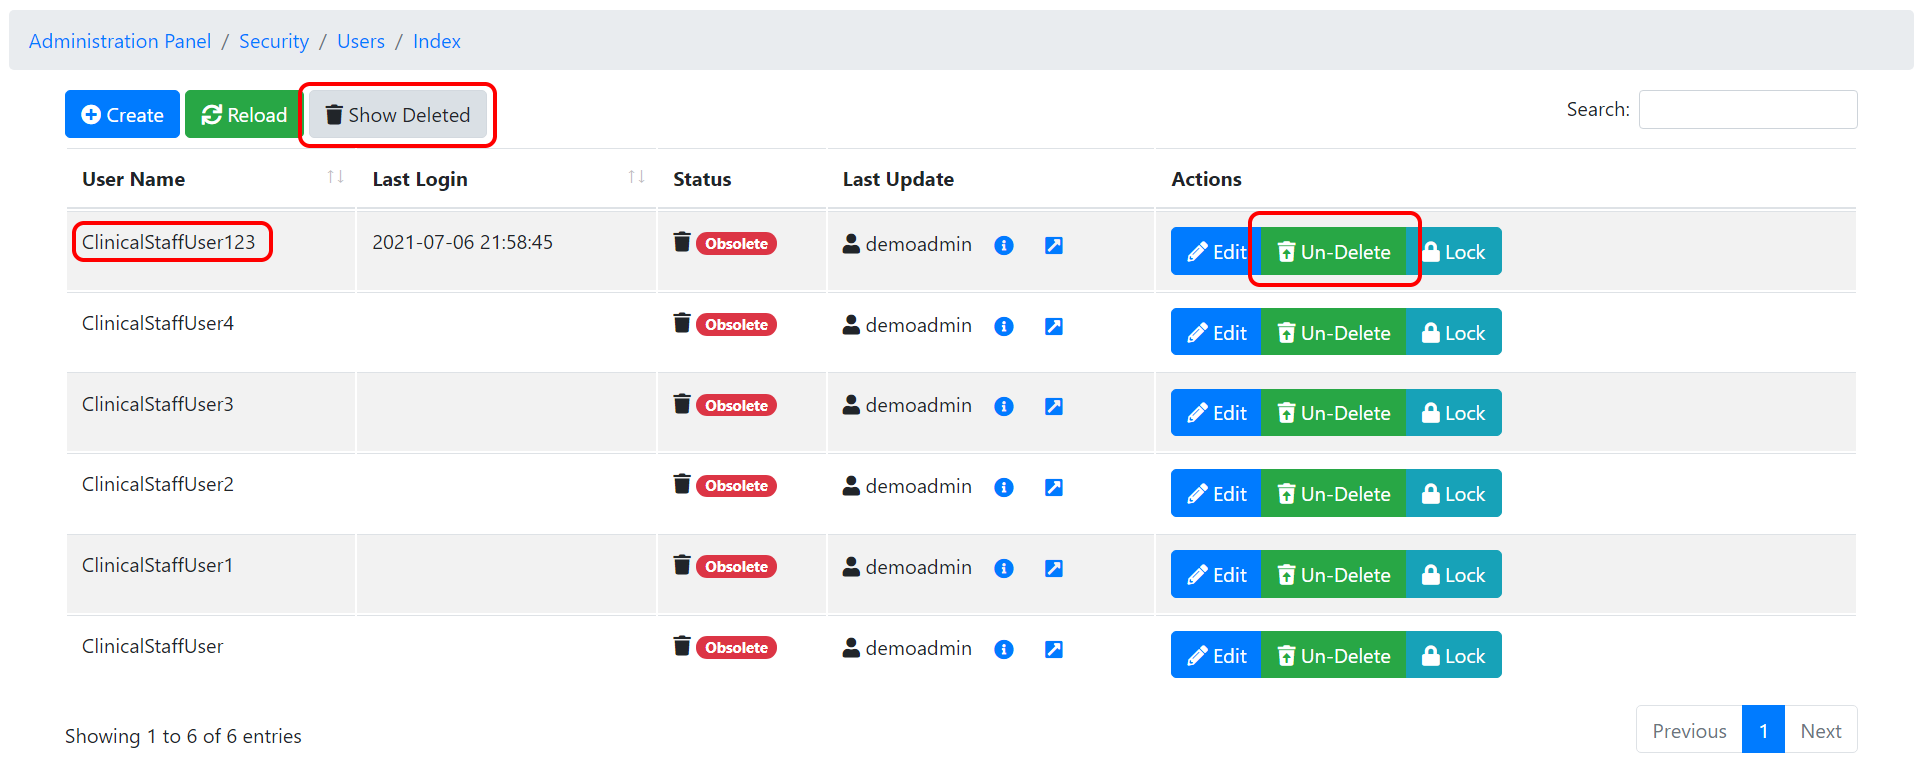 Administration Panel / Security / Users / Index
Create Reload Show Deleted Search:
User Name Last Login Status Last Update Actions
ClinicalStaffUser123 2021-07-06 21:58:45 Obsolete demoadmin Edit Un-Delete Lock
ClinicalStaffUser4 Obsolete demoadmin Edit Un-Delete Lock
ClinicalStaffUser3 Obsolete demoadmin Edit Un-Delete Lock
ClinicalStaffUser2 Obsolete demoadmin Edit Un-Delete Lock
ClinicalStaffUser1 Obsolete demoadmin Edit Un-Delete Lock
ClinicalStaffUser Obsolete demoadmin Edit Un-Delete Lock
Showing 1 to 6 of 6 entries Previous 1 Next